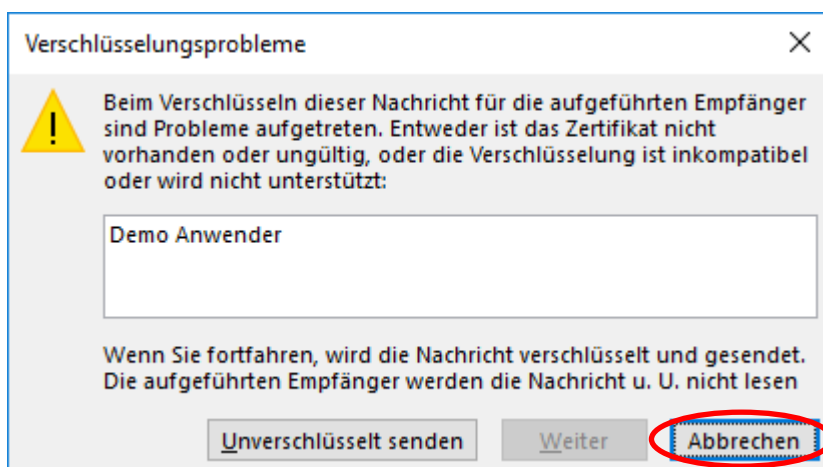 Verschlüsselungsprobleme
Beim Verschlüsseln dieser Nachricht für die aufgeführten Empfänger
sind Probleme aufgetreten. Entweder ist das Zertifikat nicht
vorhanden oder ungültig, oder die Verschlüsselung ist inkompatibel
oder wird nicht unterstützt:
Demo Anwender
Wenn Sie fortfahren, wird die Nachricht verschlüsselt und gesendet.
Die aufgeführten Empfänger werden die Nachricht u. U. nicht lesen
Unverschlüsselt senden Weiter Abbrechen